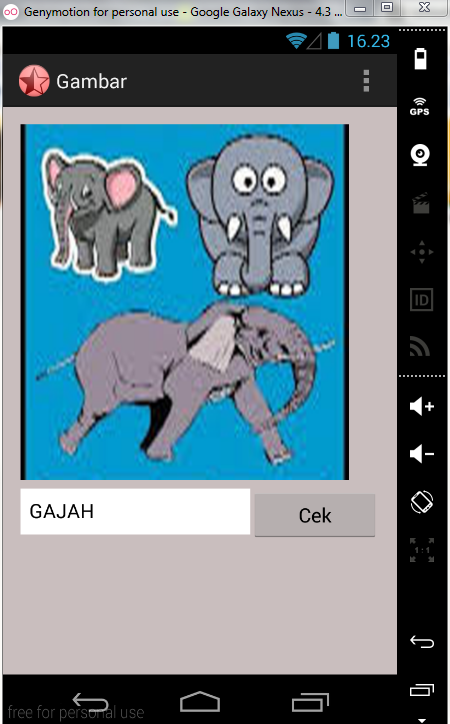 Genymotion for personal use - Google Galaxy Nexus - 4.3 ...
16.23
Gambar
GPS
ID
1:1
GAJAH
Cek
free for personal use